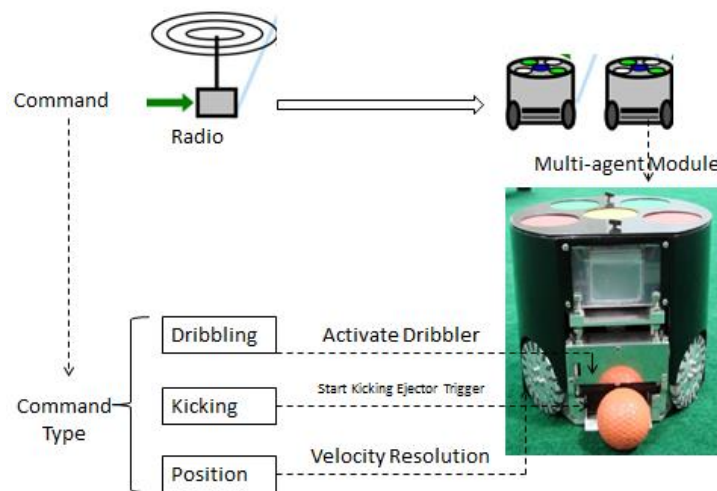 Command
Radio
Multi-agent Module
Dribbling
Activate Dribbler
Command
Type
Kicking
Start Kicking Ejector Trigger
Position
Velocity Resolution